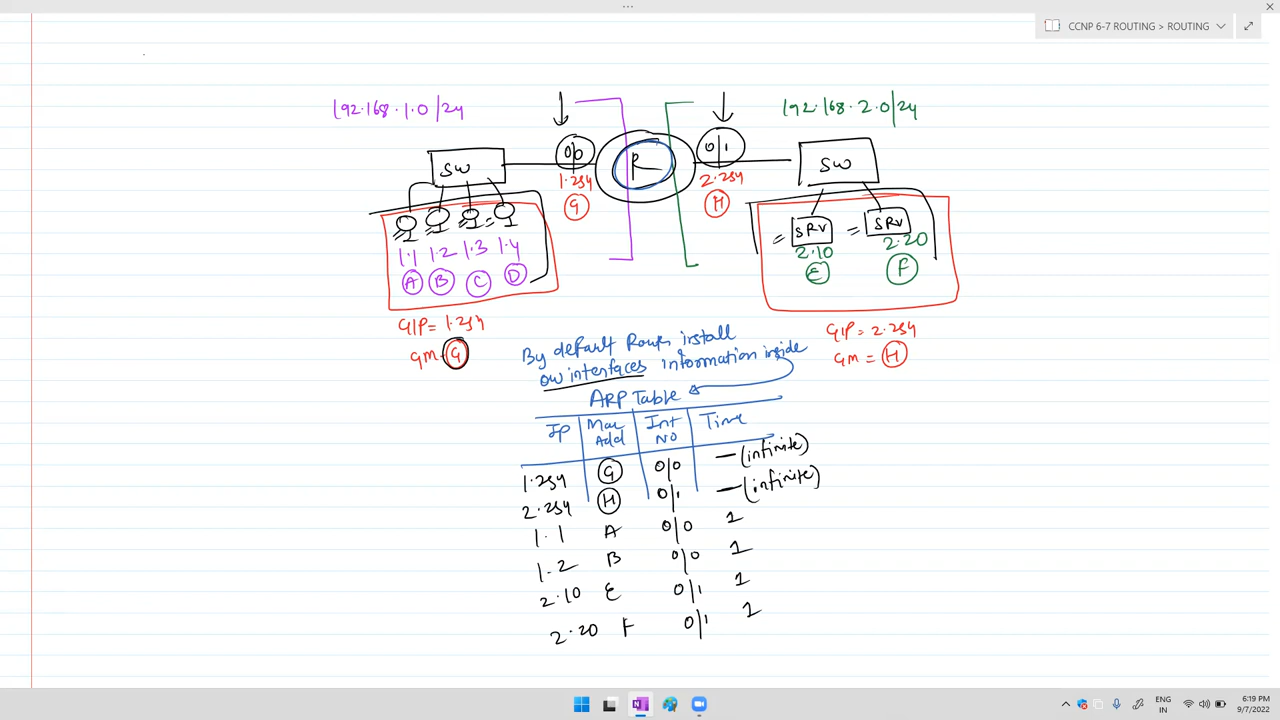 CCNP 6-7 ROUTING > ROUTING
192.168.1.0/24
192.168.2.0/24
SW
0/0
R
0/1
SW
1.254
2.254
G
H
SRV
SRV
1.1 1.2 1.3 1.4
2.10
2.20
A B C D
E
F
GIP = 1.254
GIP = 2.254
GM = G
GM = H
By default Router install
ow interfaces information inside
ARP Table
IP Mac Add Int NO Time
1.254 G 0/0 — (infinite)
2.254 H 0/1 — (infinite)
1.1 A 0/0 1
1.2 B 0/0 1
2.10 E 0/1 1
2.20 F 0/1 1
ENG
IN
6:19 PM
9/7/2022